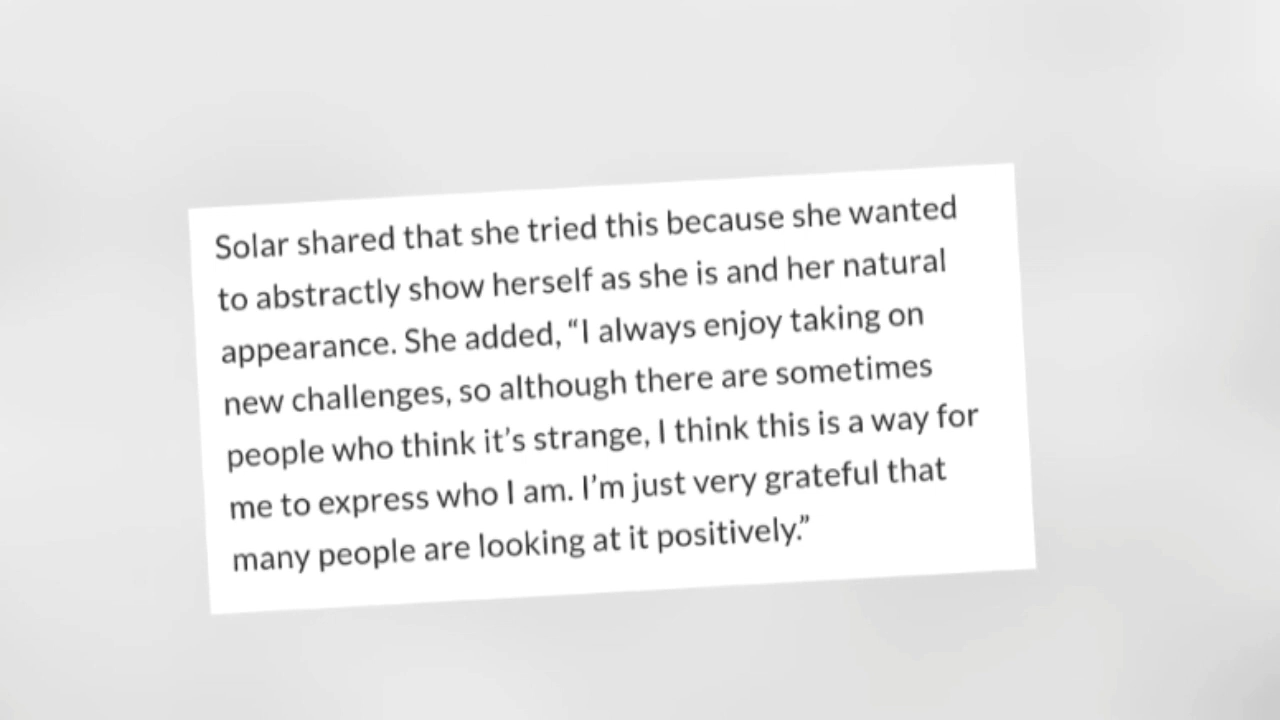 Solar shared that she tried this because she wanted
to abstractly show herself as she is and her natural
appearance. She added, “I always enjoy taking on
new challenges, so although there are sometimes
people who think it’s strange, I think this is a way for
me to express who I am. I’m just very grateful that
many people are looking at it positively.”